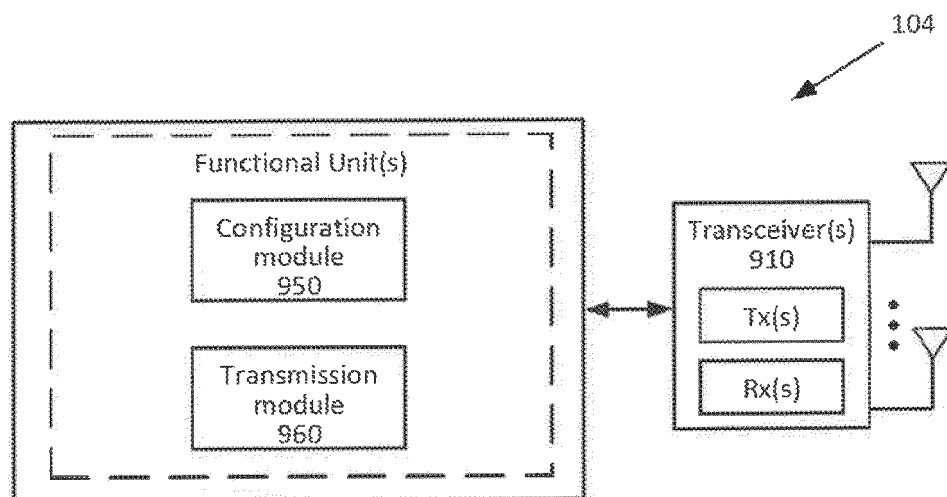 104
Functional Unit(s)
Configuration
module
950
Transmission
module
960
Transceiver(s)
910
Tx(s)
Rx(s)